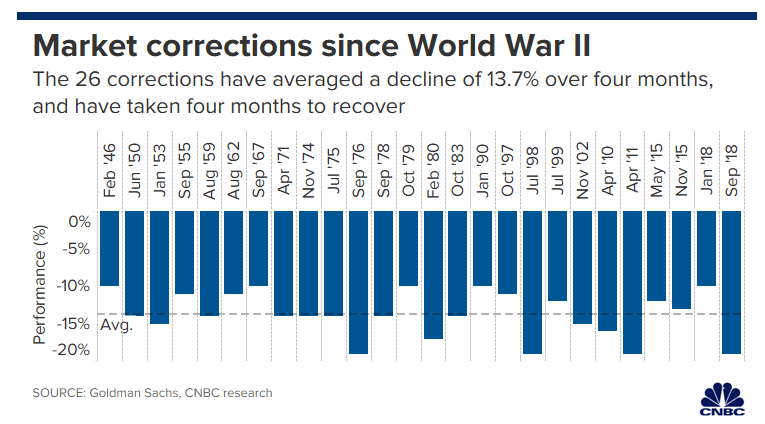 Market corrections since World War II
The 26 corrections have averaged a decline of 13.7% over four months,
and have taken four months to recover
Feb '46
Jun '50
Jan '53
Sep '55
Aug '59
Aug '62
Sep '67
Apr '71
Nov '74
Jul '75
Sep '76
Sep '78
Oct '79
Feb '80
Oct '83
Jan '90
Oct '97
Jul '98
Jul '99
Nov '02
Apr '10
Apr '11
May '15
Nov '15
Jan '18
Sep '18
Performance (%)
0%
-5%
-10%
-15%
-20%
Avg.
SOURCE: Goldman Sachs, CNBC research
CNBC